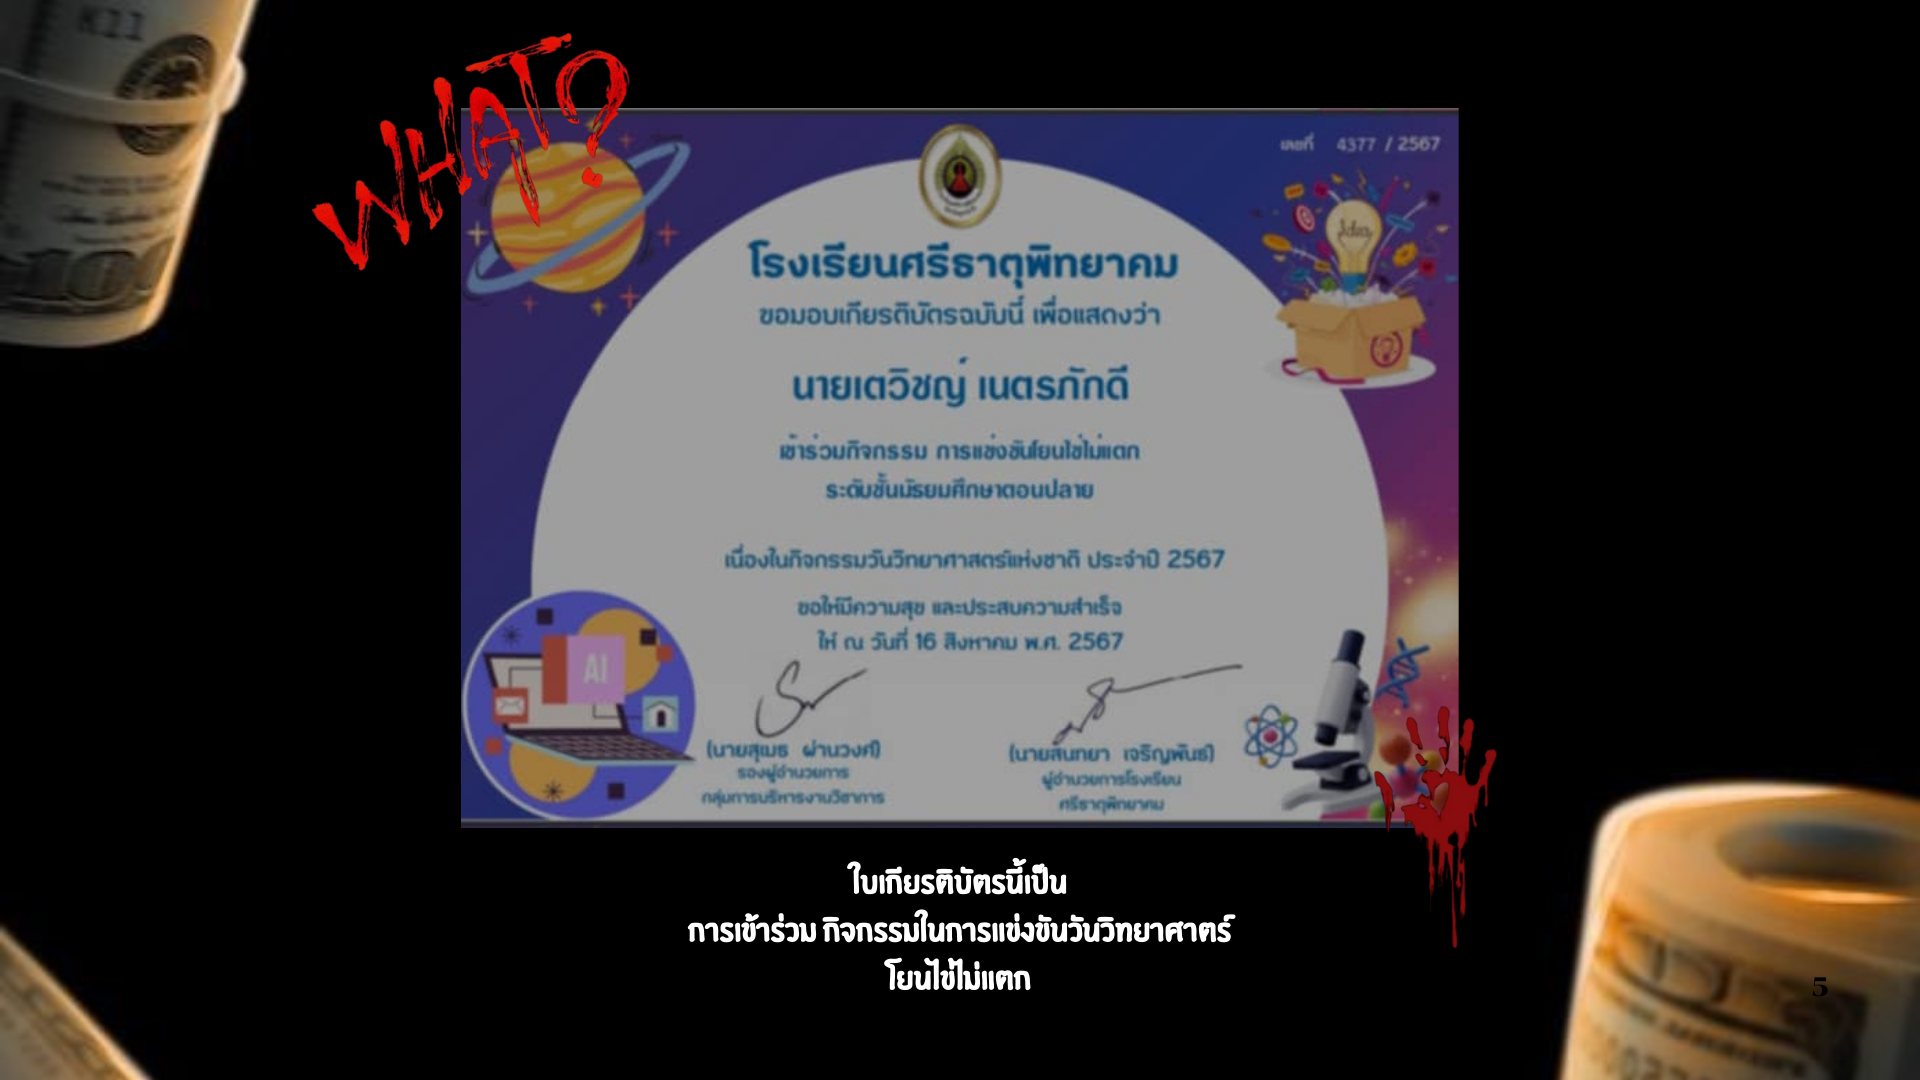 WHAT?
เลขที่ 4377 / 2567
Idea
โรงเรียนศรีธาตุพิทยาคม
ขอมอบเกียรติบัตรฉบับนี้ เพื่อแสดงว่า
นายเตวิชญ์ เนตรภักดี
เข้าร่วมกิจกรรม การแข่งขันโยนไข่ไม่แตก
ระดับชั้นมัธยมศึกษาตอนปลาย
เนื่องในกิจกรรมวันวิทยาศาสตร์แห่งชาติ ประจำปี 2567
ขอให้มีความสุข และประสบความสำเร็จ
ให้ ณ วันที่ 16 สิงหาคม พ.ศ. 2567
AI
(นายสุเมธ ผ่านวงศ์) (นายสันทยา เจริญพันธ์)
รองผู้อำนวยการ ผู้อำนวยการโรงเรียน
กลุ่มการบริหารงานวิชาการ ศรีธาตุพิทยาคม
ใบเกียรติบัตรนี้เป็น
การเข้าร่วม กิจกรรมในการแข่งขันวันวิทยาศาตร์
โยนไข่ไม่แตก
5